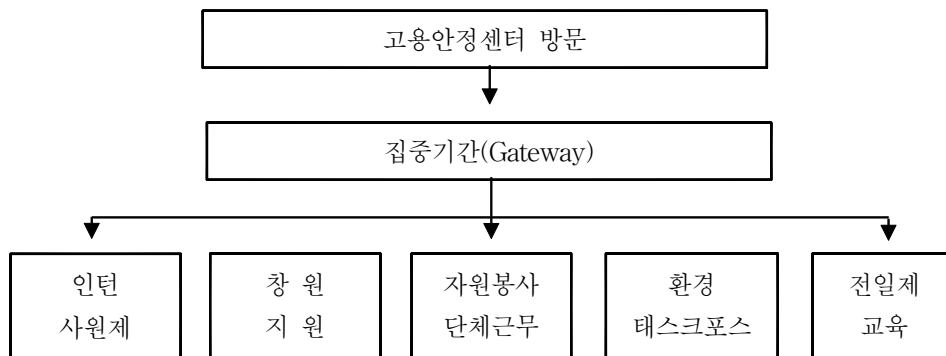 고용안정센터 방문
집중기간(Gateway)
인턴
사원제
창 원
지 원
자원봉사
단체근무
환경
태스크포스
전일제
교육